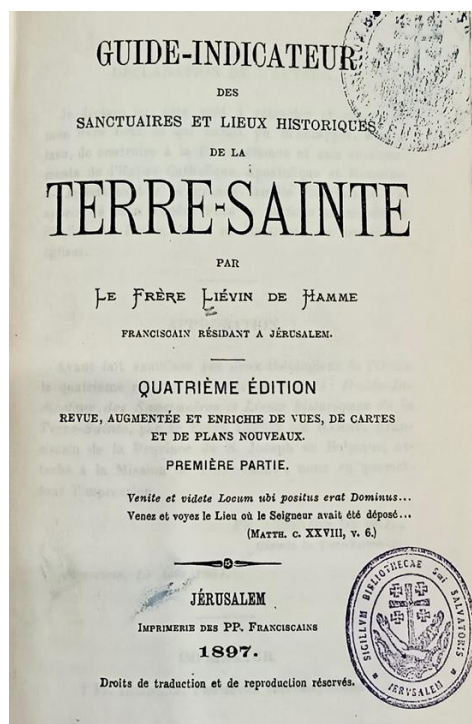 GUIDE-INDICATEUR
DES
SANCTUAIRES ET LIEUX HISTORIQUES
DE LA
TERRE-SAINTE
PAR
LE FRÈRE LIÉVIN DE HAMME
FRANCISCAIN RÉSIDANT A JÉRUSALEM.
QUATRIÈME ÉDITION
REVUE, AUGMENTÉE ET ENRICHIE DE VUES, DE CARTES
ET DE PLANS NOUVEAUX.
PREMIÈRE PARTIE.
Venite et videte Locum ubi positus erat Dominus...
Venez et voyez le Lieu où le Seigneur avait été déposé...
(MATTH. c. XXVIII, v. 6.)
JÉRUSALEM
IMPRIMERIE DES PP. FRANCISCAINS
1897.
Droits de traduction et de reproduction réservés.
SIGILLVM BIBLIOTHECAE Sti SALVATORIS
JERVSALEM